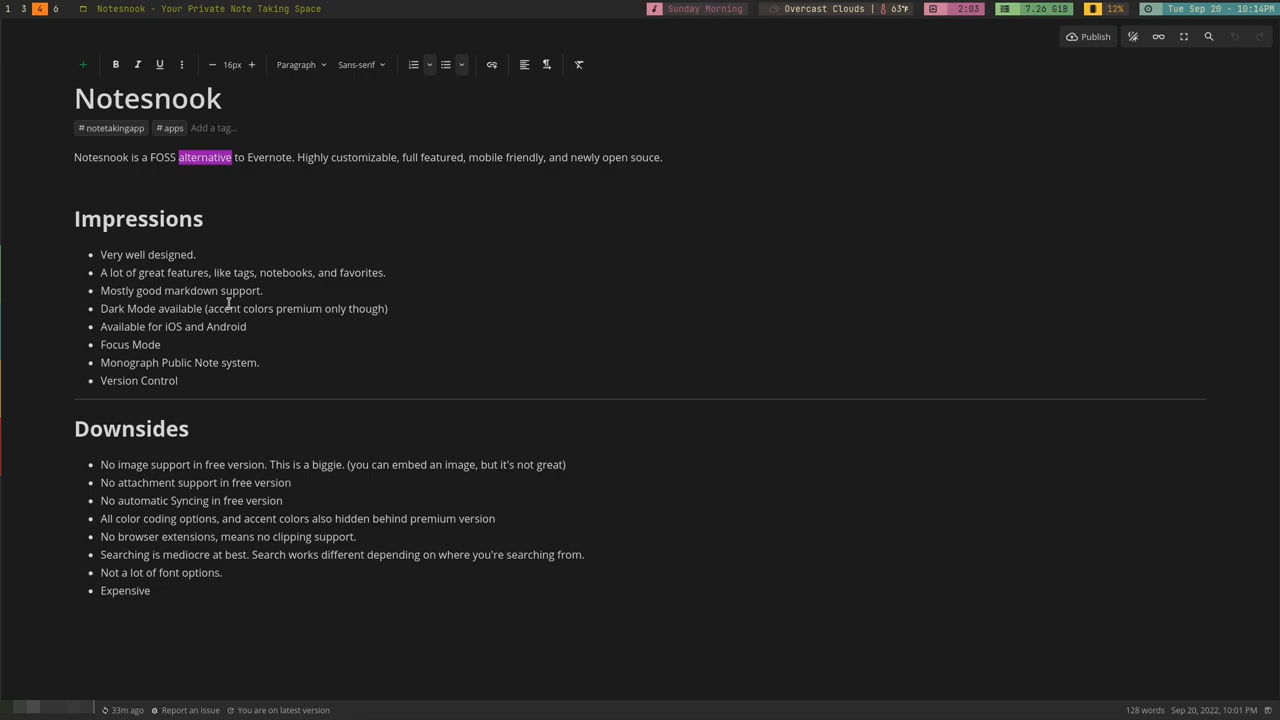 1 3 4 6 Notesnook - Your Private Note Taking Space Sunday Morning Overcast Clouds | 63°F 2:03 7.26 GiB 12% Tue Sep 20 - 10:14PM
Publish
+ B I U 16px + Paragraph Sans-serif
Notesnook
# notetakingapp # apps Add a tag...
Notesnook is a FOSS alternative to Evernote. Highly customizable, full featured, mobile friendly, and newly open souce.
Impressions
• Very well designed.
• A lot of great features, like tags, notebooks, and favorites.
• Mostly good markdown support.
• Dark Mode available (accent colors premium only though)
• Available for iOS and Android
• Focus Mode
• Monograph Public Note system.
• Version Control
Downsides
• No image support in free version. This is a biggie. (you can embed an image, but it's not great)
• No attachment support in free version
• No automatic Syncing in free version
• All color coding options, and accent colors also hidden behind premium version
• No browser extensions, means no clipping support.
• Searching is mediocre at best. Search works different depending on where you're searching from.
• Not a lot of font options.
• Expensive
33m ago Report an issue You are on latest version 128 words Sep 20, 2022, 10:01 PM